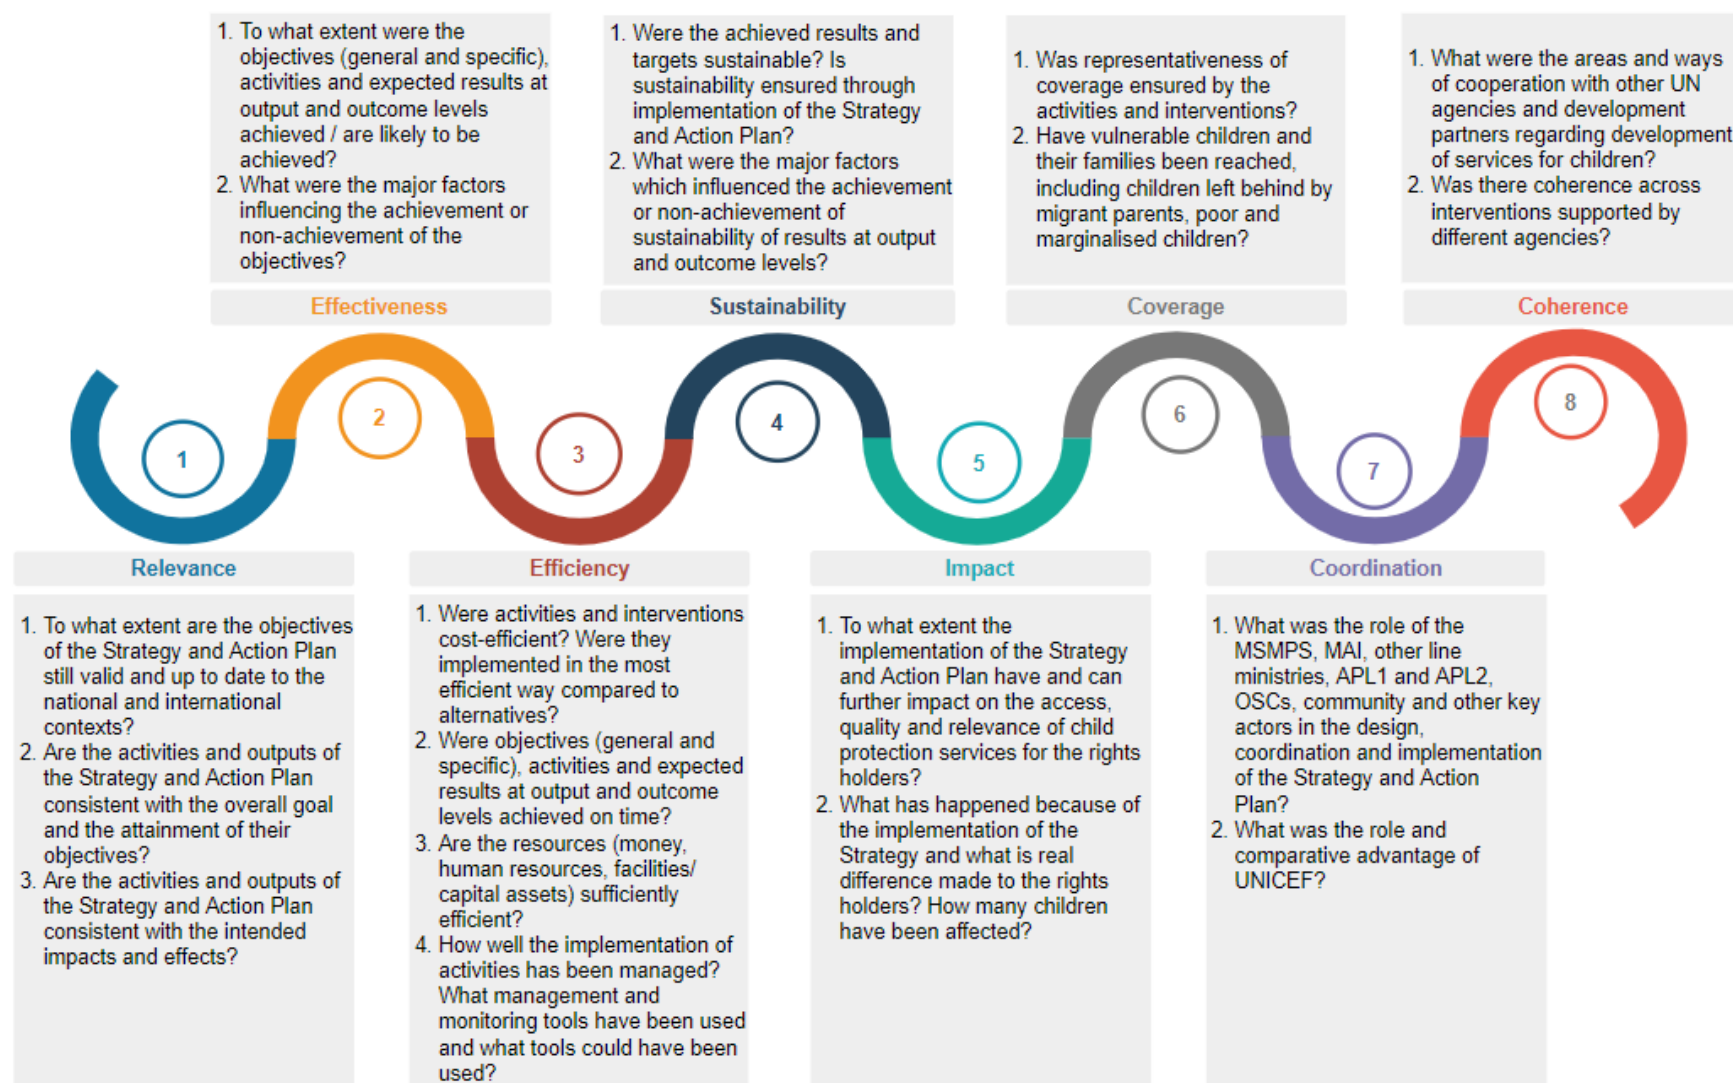 1. To what extent were the
objectives (general and specific),
activities and expected results at
output and outcome levels
achieved / are likely to be
achieved?
2. What were the major factors
influencing the achievement or
non-achievement of the
objectives?
Effectiveness
1. Were the achieved results and
targets sustainable? Is
sustainability ensured through
implementation of the Strategy
and Action Plan?
2. What were the major factors
which influenced the achievement
or non-achievement of
sustainability of results at output
and outcome levels?
Sustainability
1. Was representativeness of
coverage ensured by the
activities and interventions?
2. Have vulnerable children and
their families been reached,
including children left behind by
migrant parents, poor and
marginalised children?
Coverage
1. What were the areas and ways
of cooperation with other UN
agencies and development
partners regarding development
of services for children?
2. Was there coherence across
interventions supported by
different agencies?
Coherence
1
2
3
4
5
6
7
8
Relevance
1. To what extent are the objectives
of the Strategy and Action Plan
still valid and up to date to the
national and international
contexts?
2. Are the activities and outputs of
the Strategy and Action Plan
consistent with the overall goal
and the attainment of their
objectives?
3. Are the activities and outputs of
the Strategy and Action Plan
consistent with the intended
impacts and effects?
Efficiency
1. Were activities and interventions
cost-efficient? Were they
implemented in the most
efficient way compared to
alternatives?
2. Were objectives (general and
specific), activities and expected
results at output and outcome
levels achieved on time?
3. Are the resources (money,
human resources, facilities/
capital assets) sufficiently
efficient?
4. How well the implementation of
activities has been managed?
What management and
monitoring tools have been used
and what tools could have been
used?
Impact
1. To what extent the
implementation of the Strategy
and Action Plan have and can
further impact on the access,
quality and relevance of child
protection services for the rights
holders?
2. What has happened because of
the implementation of the
Strategy and what is real
difference made to the rights
holders? How many children
have been affected?
Coordination
1. What was the role of the
MSMPS, MAI, other line
ministries, APL1 and APL2,
OSCs, community and other key
actors in the design,
coordination and implementation
of the Strategy and Action
Plan?
2. What was the role and
comparative advantage of
UNICEF?